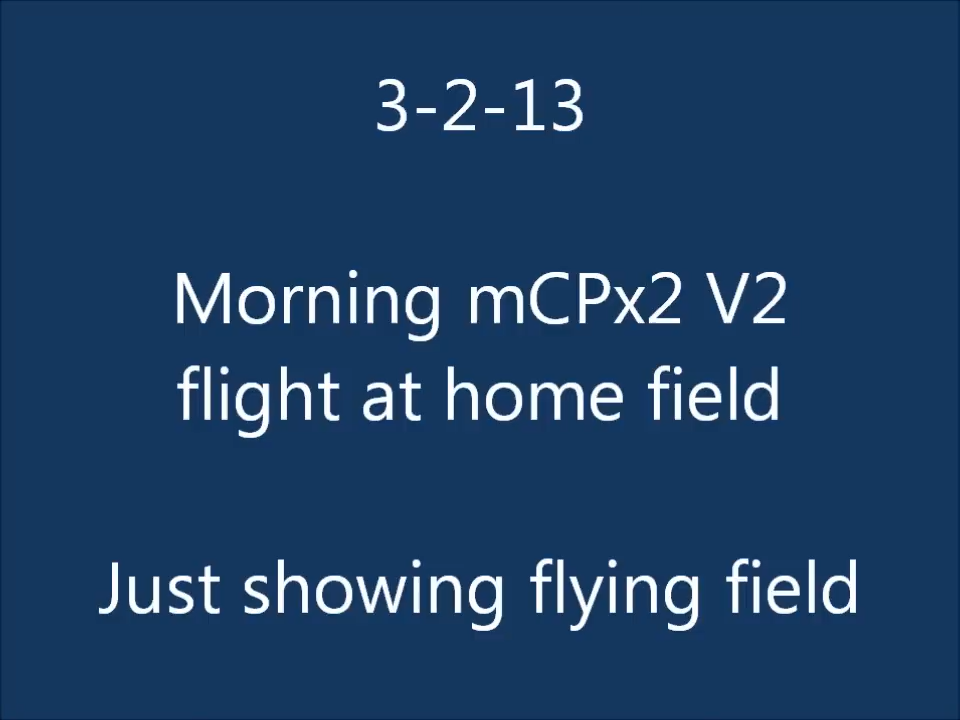 3-2-13
Morning mCPx2 V2
flight at home field
Just showing flying field